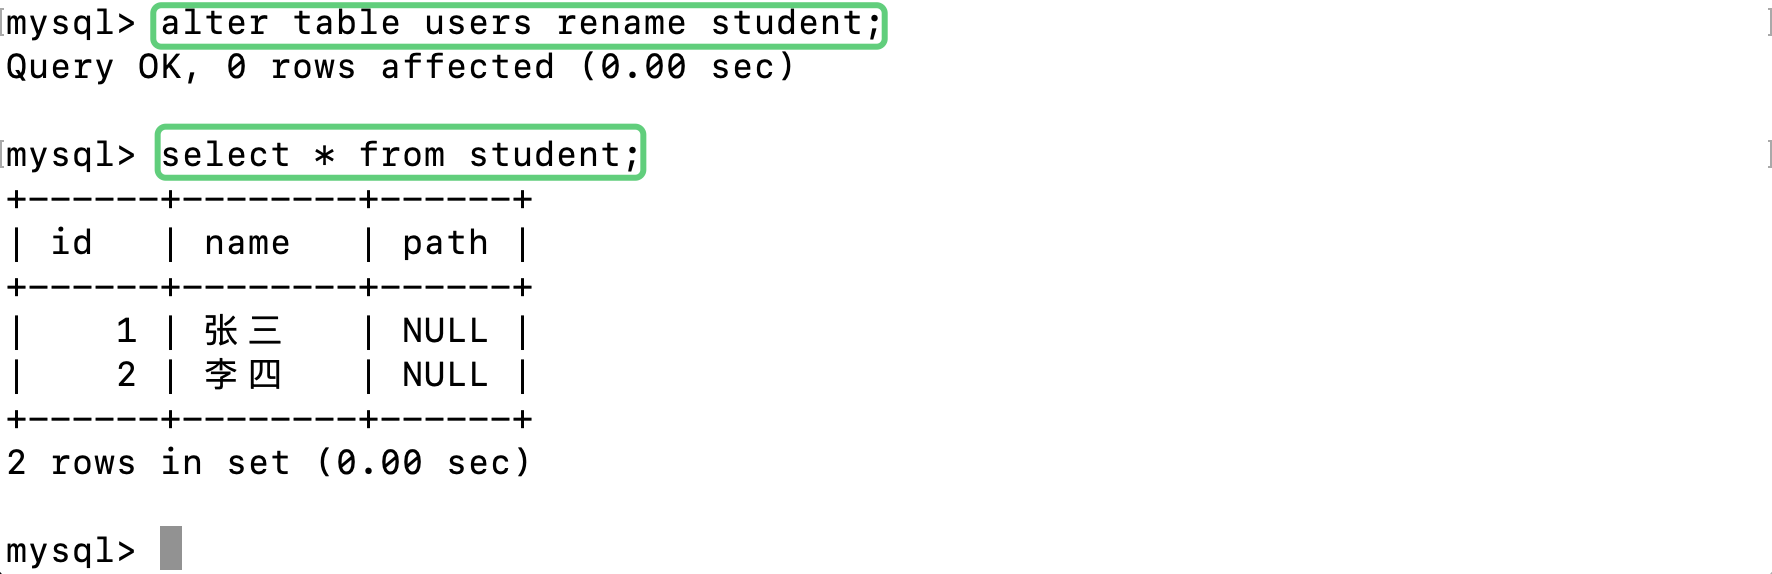 mysql> alter table users rename student;
Query OK, 0 rows affected (0.00 sec)
mysql> select * from student;
+------+--------+------+
| id   | name   | path |
+------+--------+------+
|    1 | 张三   | NULL |
|    2 | 李四   | NULL |
+------+--------+------+
2 rows in set (0.00 sec)
mysql>